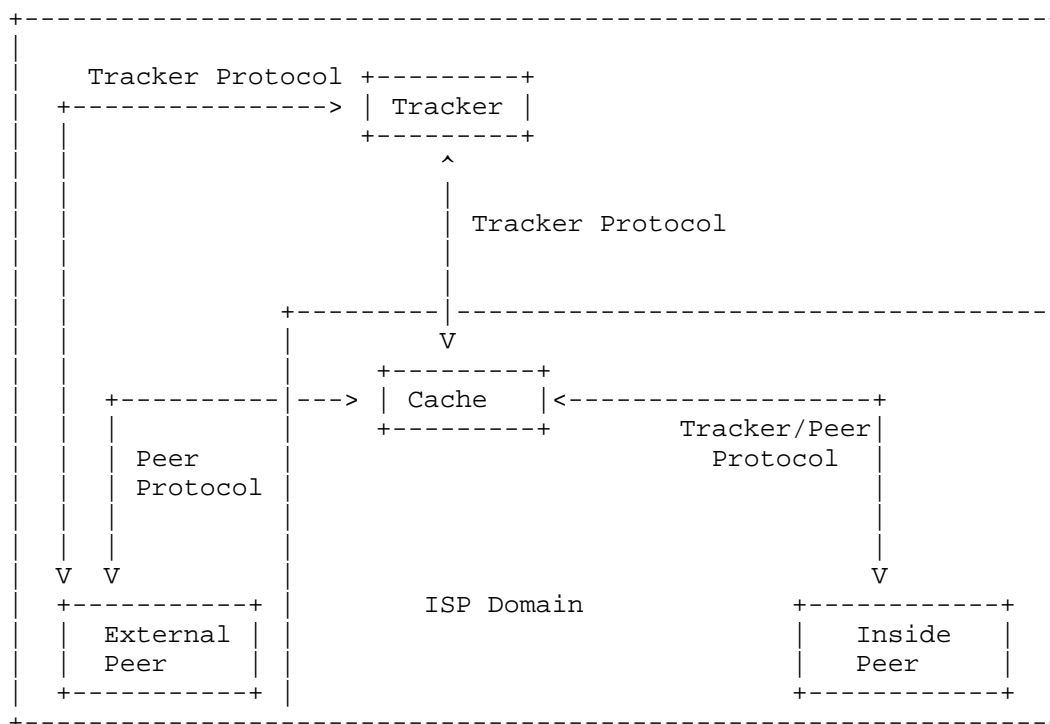 Tracker Protocol
Tracker
Tracker Protocol
Cache
Tracker/Peer
Protocol
Peer
Protocol
ISP Domain
External
Peer
Inside
Peer